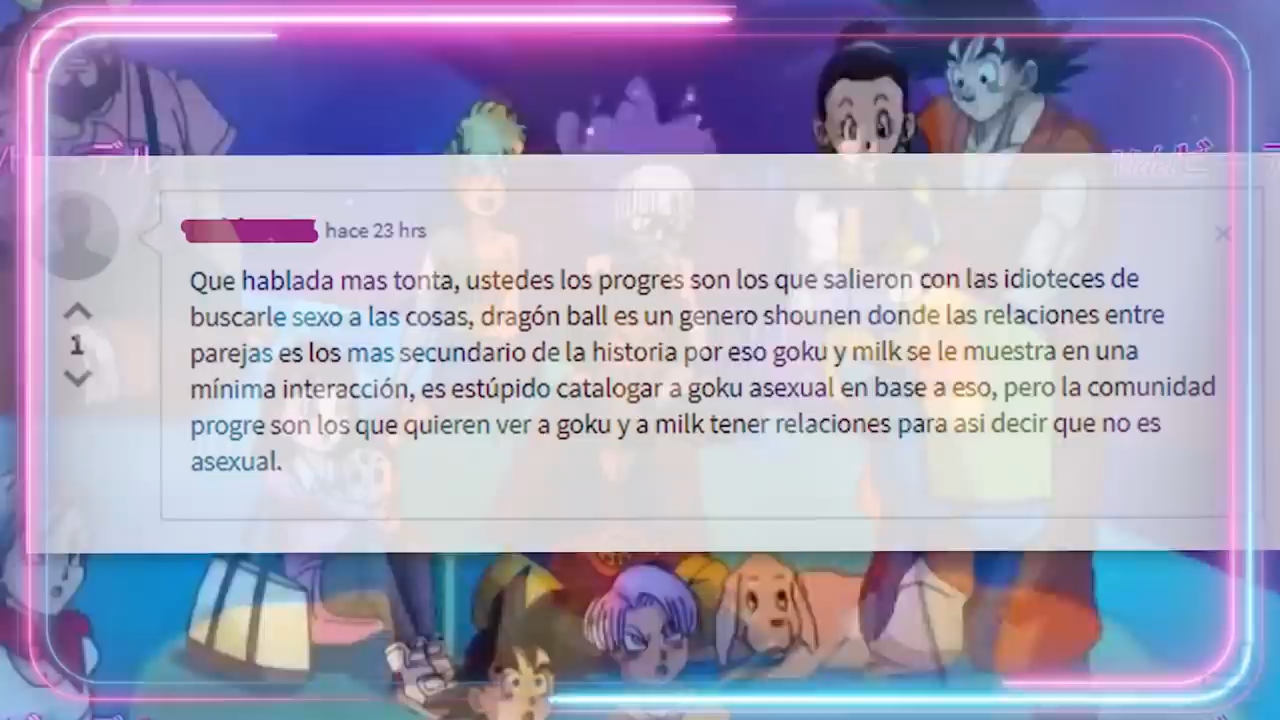 hace 23 hrs
Que hablada mas tonta, ustedes los progres son los que salieron con las idioteces de
buscarle sexo a las cosas, dragón ball es un genero shounen donde las relaciones entre
parejas es los mas secundario de la historia por eso goku y milk se le muestra en una
mínima interacción, es estúpido catalogar a goku asexual en base a eso, pero la comunidad
1
progre son los que quieren ver a goku y a milk tener relaciones para asi decir que no es
asexual.